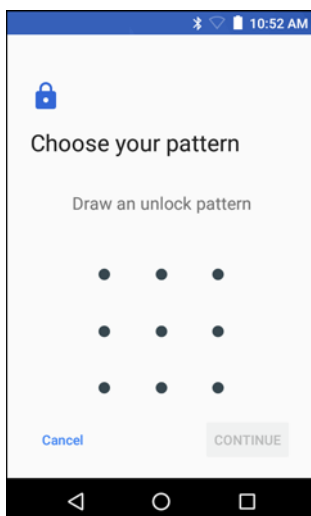 10:52 AM
Choose your pattern
Draw an unlock pattern
Cancel
CONTINUE